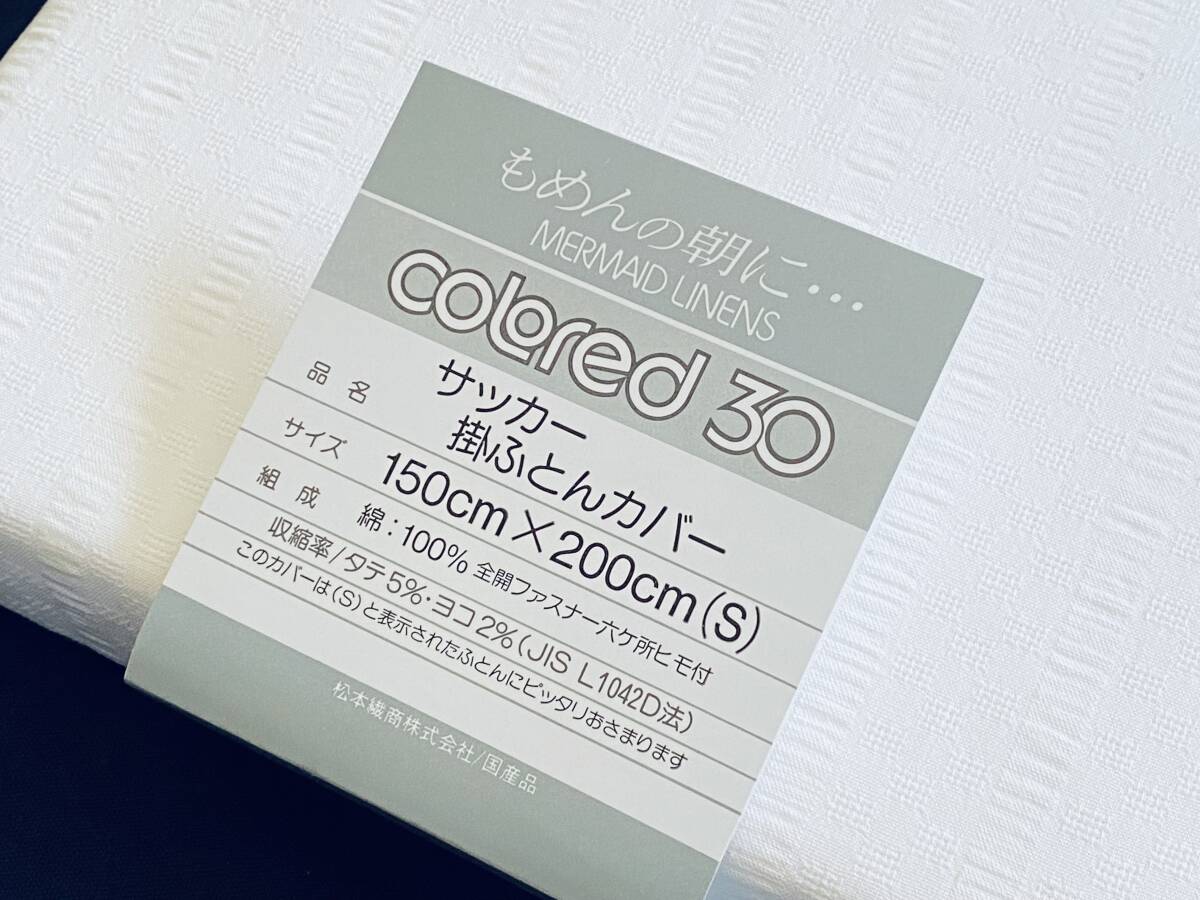 もめんの朝に…
MERMAID LINENS
colored 30
品名 サッカー
掛ふとんカバー
サイズ 150cm×200cm(S)
組成 綿：100% 全開ファスナー六ケ所ヒモ付
収縮率/タテ5%・ヨコ2%(JIS L1042D法)
このカバーは(S)と表示されたふとんにピッタリおさまります
松本繊商株式会社/国産品